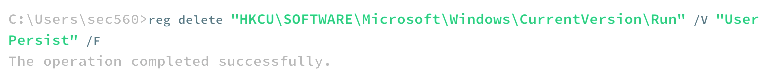 C:\Users\sec560>reg delete "HKCU\SOFTWARE\Microsoft\Windows\CurrentVersion\Run" /V "User
Persist" /F
The operation completed successfully.